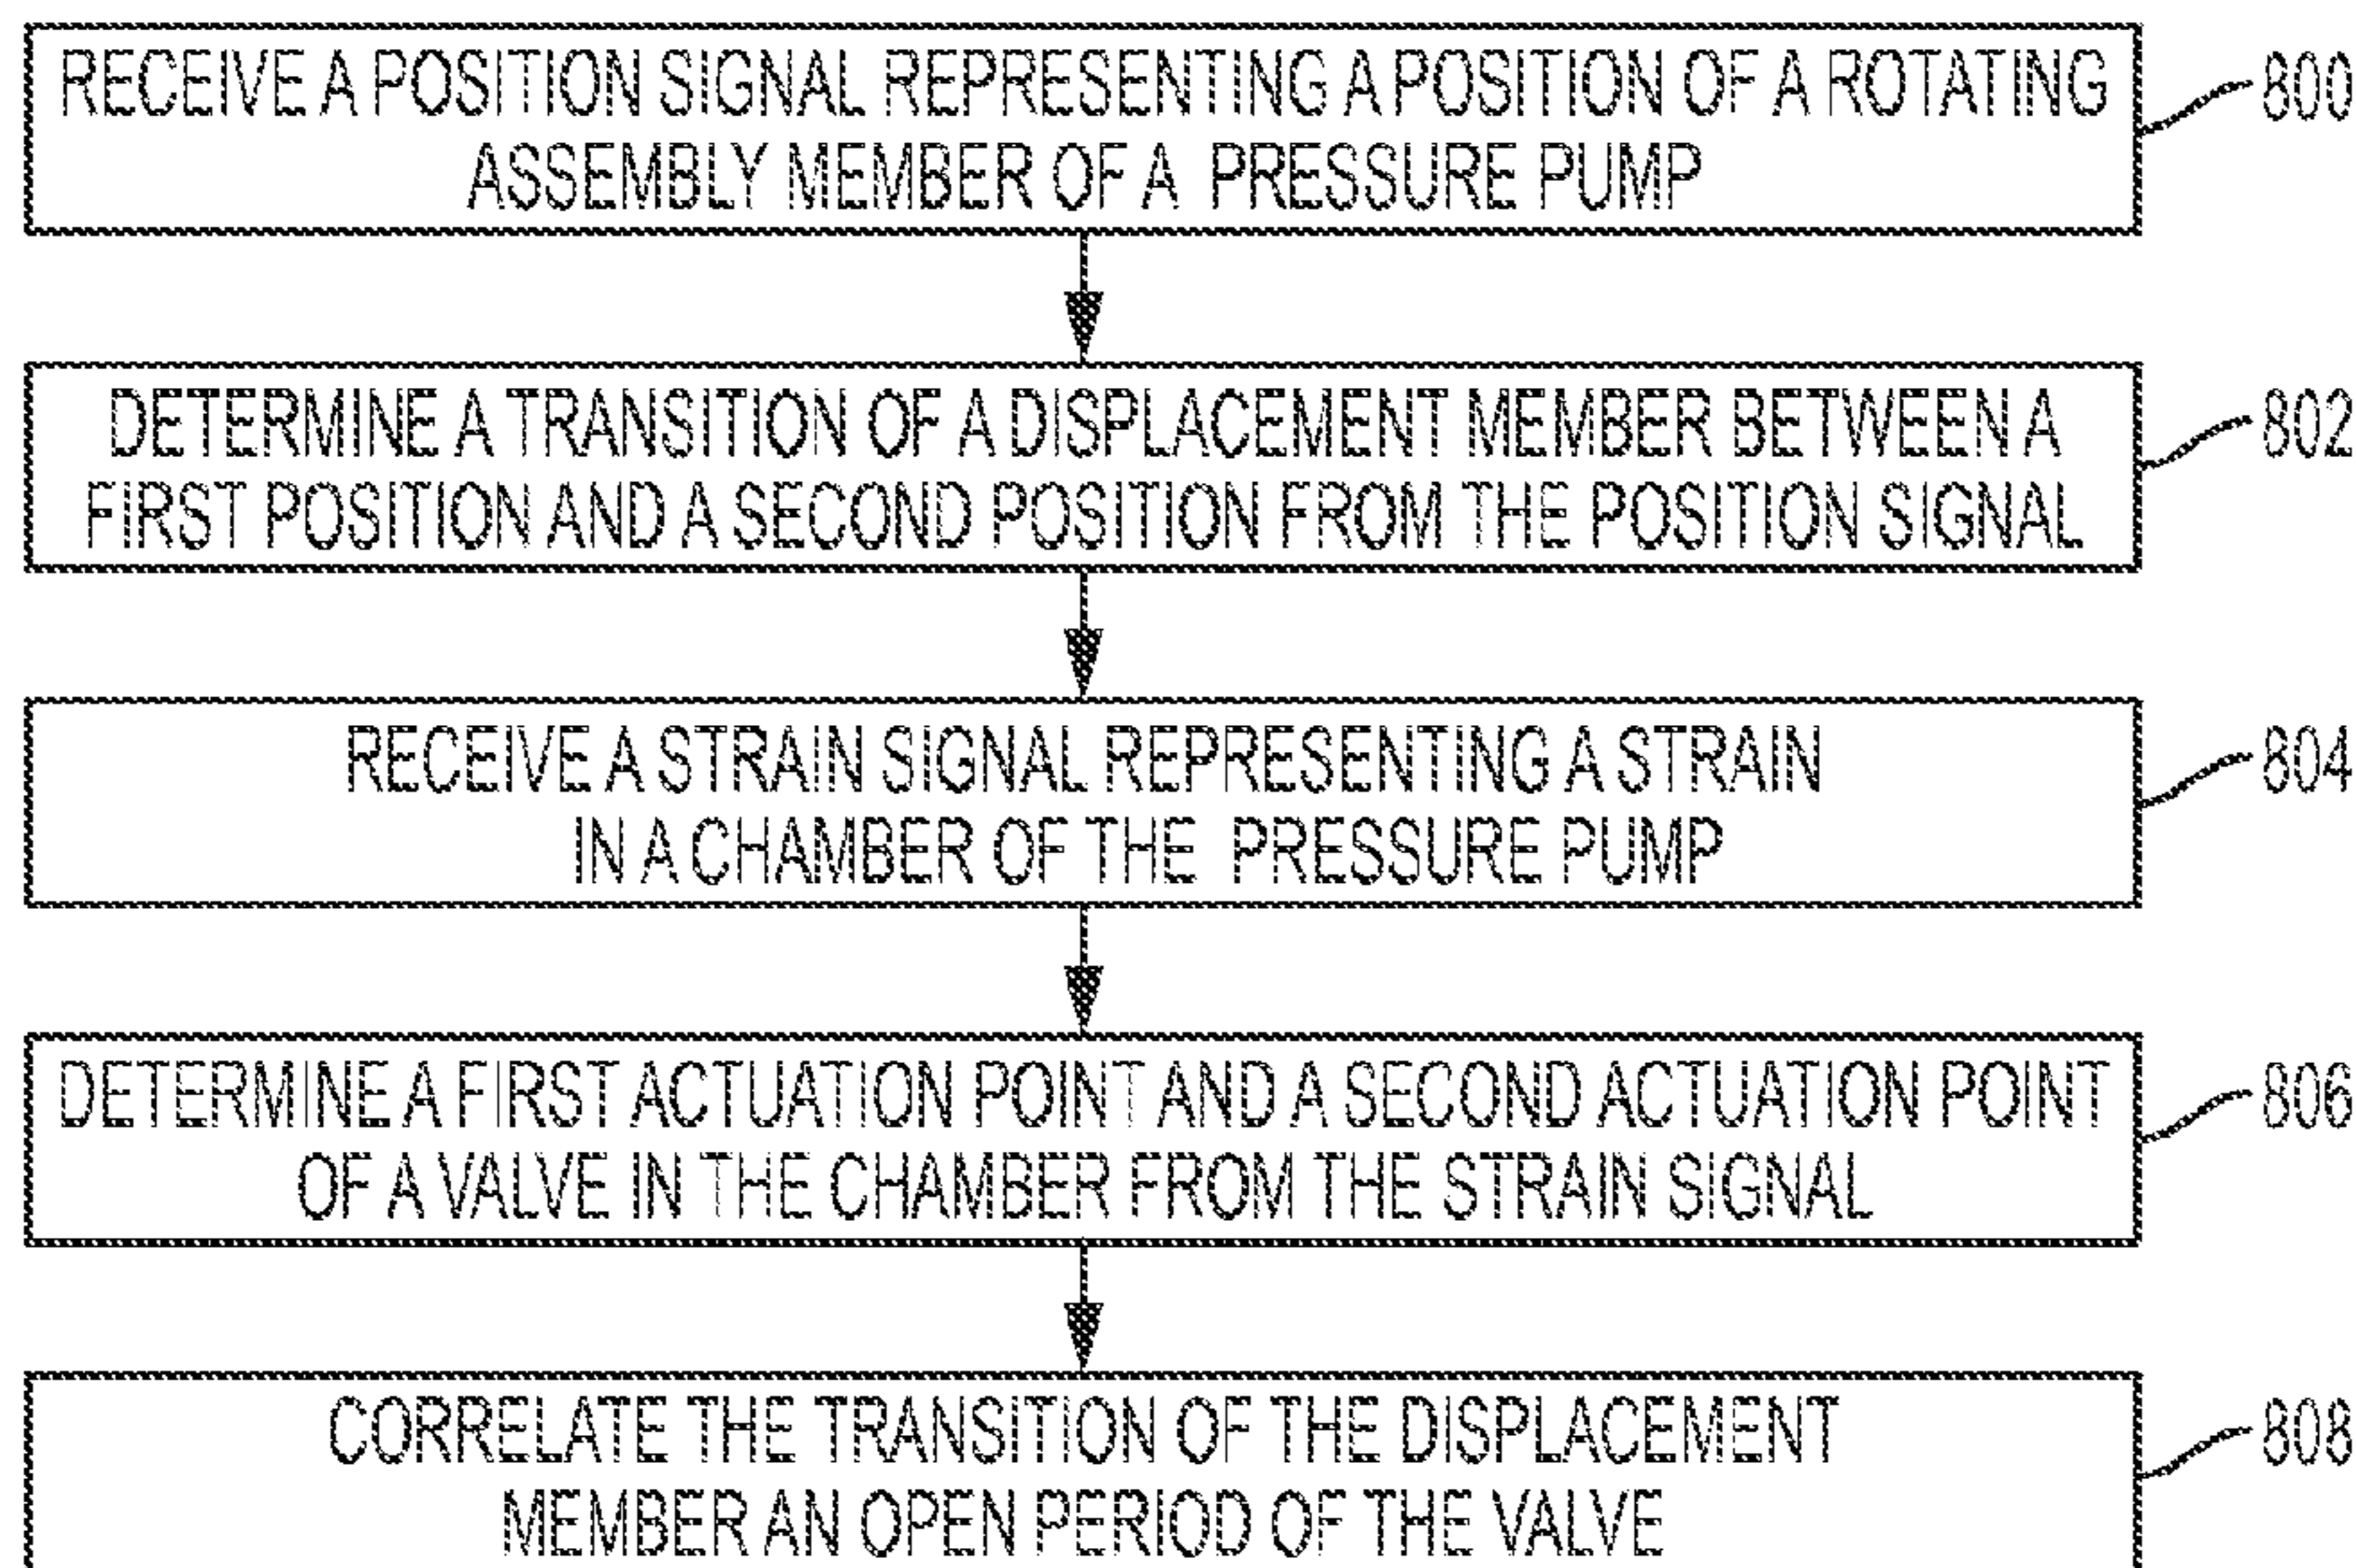 RECEIVE A POSITION SIGNAL REPRESENTING A POSITION OF A ROTATING
ASSEMBLY MEMBER OF A PRESSURE PUMP
800
DETERMINE A TRANSITION OF A DISPLACEMENT MEMBER BETWEEN A
FIRST POSITION AND A SECOND POSITION FROM THE POSITION SIGNAL
802
RECEIVE A STRAIN SIGNAL REPRESENTING A STRAIN
IN A CHAMBER OF THE PRESSURE PUMP
804
DETERMINE A FIRST ACTUATION POINT AND A SECOND ACTUATION POINT
OF A VALVE IN THE CHAMBER FROM THE STRAIN SIGNAL
806
CORRELATE THE TRANSITION OF THE DISPLACEMENT
MEMBER AN OPEN PERIOD OF THE VALVE
808